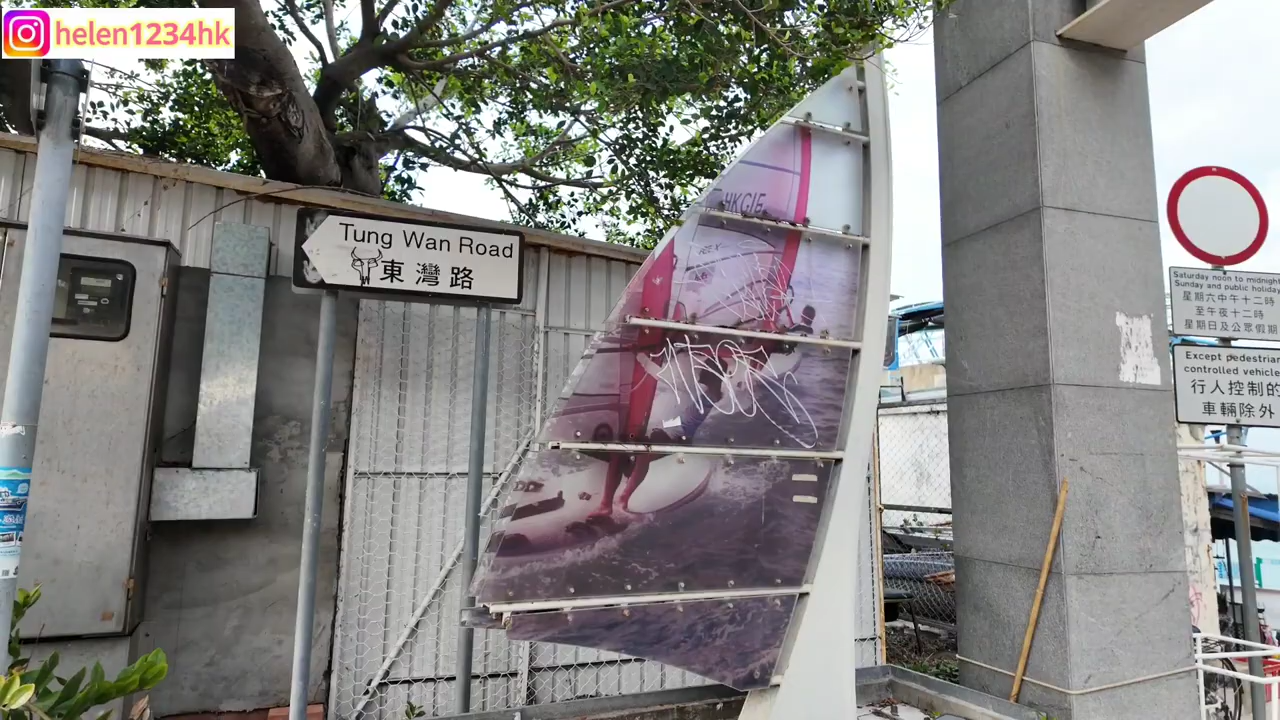 helen1234hk
Tung Wan Road
東灣路
HKG15
Saturday noon to midnight
Sunday and public holiday
星期六中午十二時
至午夜十二時
星期日及公眾假期
Except pedestrian
controlled vehicle
行人控制的
車輛除外